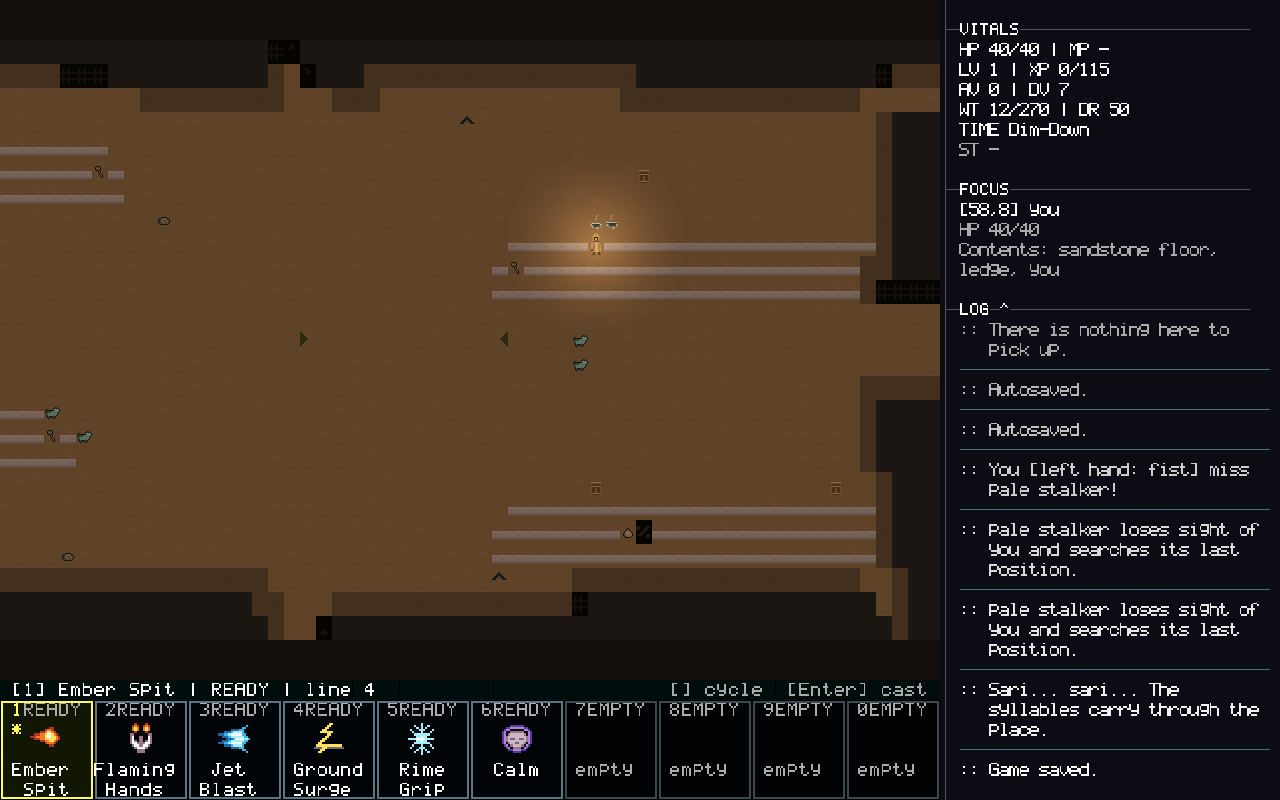 VITALS
HP 40/40 | MP -
LV 1 | XP 0/115
AV 0 | DV 7
WT 12/270 | DR 50
TIME Dim-Down
ST -
FOCUS
[58,8] You
HP 40/40
Contents: sandstone floor,
ledge, You
LOG ^
:: There is nothing here to
Pick up.
:: Autosaved.
:: Autosaved.
:: You [left hand: fist] miss
Pale stalker!
:: Pale stalker loses sight of
You and searches its last
Position.
:: Pale stalker loses sight of
You and searches its last
Position.
:: Sari... sari... The
syllables carry through the
Place.
:: Game saved.
[1] Ember Spit | READY | line 4
[] cycle [Enter] cast
1READY 2READY 3READY 4READY 5READY 6READY 7EMPTY 8EMPTY 9EMPTY 0EMPTY
*
Ember Flaming Jet Ground Rime Calm empty empty empty empty
Spit Hands Blast Surge Grip